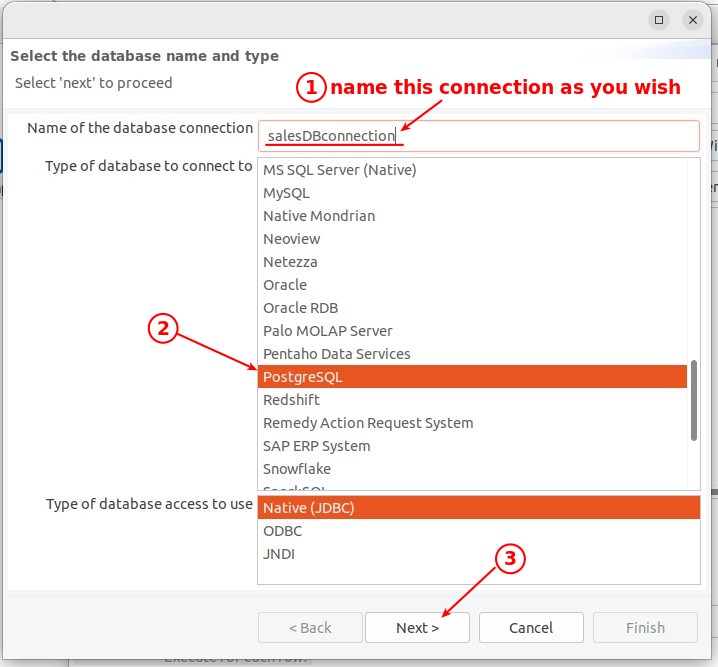 Select the database name and type
Select 'next' to proceed
1 name this connection as you wish
Name of the database connection salesDBconnection
Type of database to connect to
MS SQL Server (Native)
MySQL
Native Mondrian
Neoview
Netezza
Oracle
Oracle RDB
2
Palo MOLAP Server
Pentaho Data Services
PostgreSQL
Redshift
Remedy Action Request System
SAP ERP System
Snowflake
SparkSQL
Type of database access to use
Native (JDBC)
ODBC
JNDI
3
< Back Next > Cancel Finish
Execute for each row?